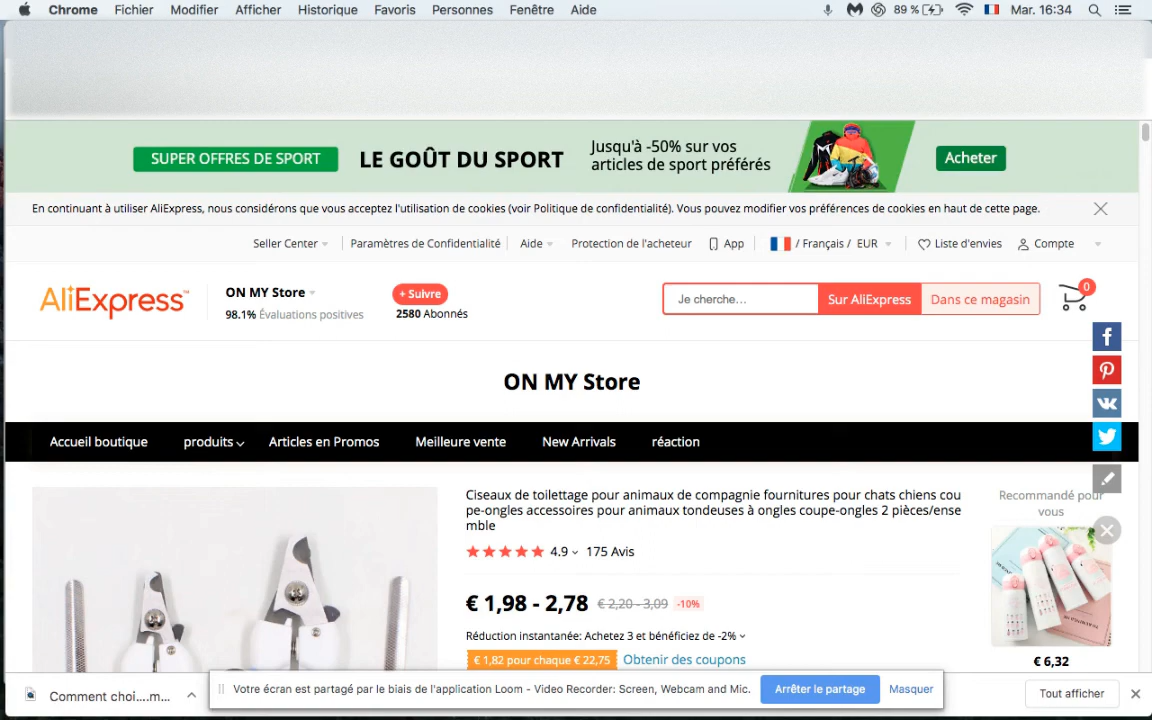 Chrome Fichier Modifier Afficher Historique Favoris Personnes Fenêtre Aide 89 % Mar. 16:34
SUPER OFFRES DE SPORT LE GOÛT DU SPORT Jusqu'à -50% sur vos articles de sport préférés Acheter
En continuant à utiliser AliExpress, nous considérons que vous acceptez l'utilisation de cookies (voir Politique de confidentialité). Vous pouvez modifier vos préférences de cookies en haut de cette page.
Seller Center Paramètres de Confidentialité Aide Protection de l'acheteur App / Français / EUR Liste d'envies Compte
AliExpress™ ON MY Store + Suivre Je cherche... Sur AliExpress Dans ce magasin 0
98.1% Évaluations positives 2580 Abonnés
ON MY Store
Accueil boutique produits Articles en Promos Meilleure vente New Arrivals réaction
Ciseaux de toilettage pour animaux de compagnie fournitures pour chats chiens cou
pe-ongles accessoires pour animaux tondeuses à ongles coupe-ongles 2 pièces/ense
mble
4.9 175 Avis
€ 1,98 - 2,78 € 2,20 - 3,09 -10%
Réduction instantanée: Achetez 3 et bénéficiez de -2%
€ 1,82 pour chaque € 22,75 Obtenir des coupons
Recommandé pour
vous
€ 6,32
Comment choi....m... Votre écran est partagé par le biais de l'application Loom - Video Recorder: Screen, Webcam and Mic. Arrêter le partage Masquer Tout afficher